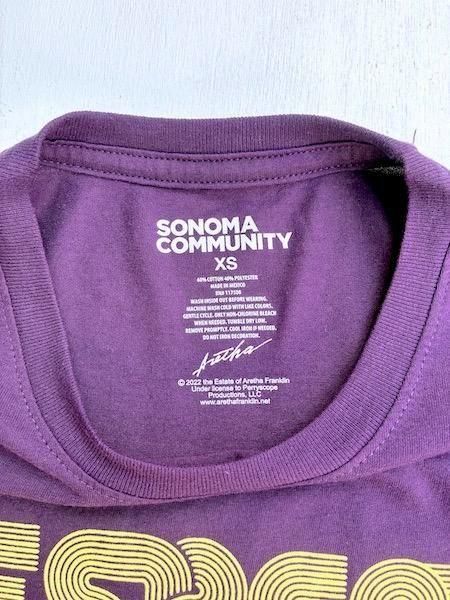 SONOMA
COMMUNITY
XS
60% COTTON 40% POLYESTER
MADE IN MEXICO
RN# 117508
WASH INSIDE OUT BEFORE WEARING.
MACHINE WASH COLD WITH LIKE COLORS.
GENTLE CYCLE. ONLY NON-CHLORINE BLEACH
WHEN NEEDED. TUMBLE DRY LOW.
REMOVE PROMPTLY. COOL IRON IF NEEDED.
DO NOT IRON DECORATION.
Aretha
© 2022 the Estate of Aretha Franklin
Under license to Perryscope
Productions, LLC
www.arethafranklin.net